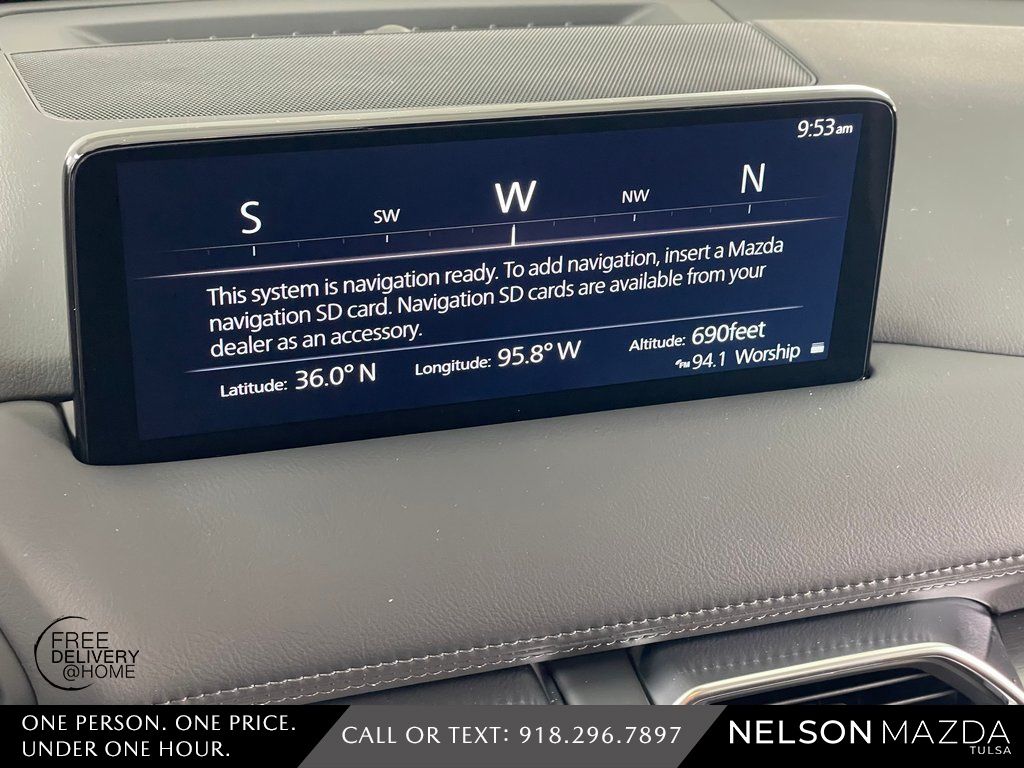 9:53am
S SW W NW N
This system is navigation ready. To add navigation, insert a Mazda
navigation SD card. Navigation SD cards are available from your
dealer as an accessory.
Latitude: 36.0° N Longitude: 95.8° W Altitude: 690feet
FM 94.1 Worship
FREE
DELIVERY
@HOME
ONE PERSON. ONE PRICE.
UNDER ONE HOUR.
CALL OR TEXT: 918.296.7897
NELSON MAZDA
TULSA